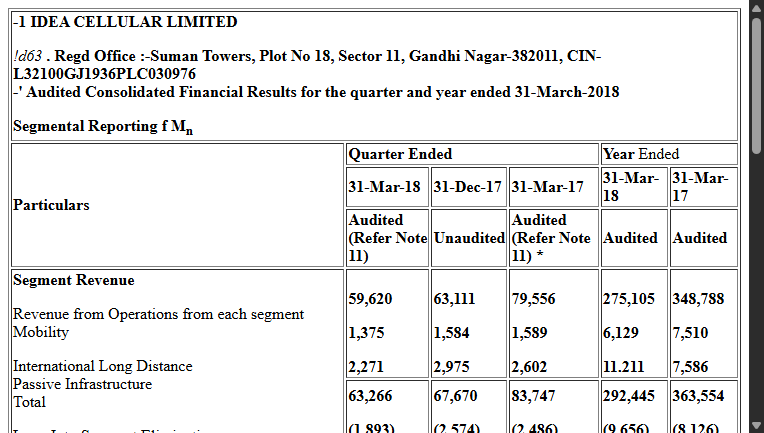 -1 IDEA CELLULAR LIMITED
!d63 . Regd Office :-Suman Towers, Plot No 18, Sector 11, Gandhi Nagar-382011, CIN-
L32100GJ1936PLC030976
-' Audited Consolidated Financial Results for the quarter and year ended 31-March-2018
Segmental Reporting f Mn
Particulars
Quarter Ended
Year Ended
31-Mar-18 31-Dec-17 31-Mar-17 31-Mar-18 31-Mar-17
Audited (Refer Note 11) Unaudited Audited (Refer Note 11) * Audited Audited
Segment Revenue
Revenue from Operations from each segment
Mobility
International Long Distance
Passive Infrastructure
Total
59,620 63,111 79,556 275,105 348,788
1,375 1,584 1,589 6,129 7,510
2,271 2,975 2,602 11.211 7,586
63,266 67,670 83,747 292,445 363,554
(1,893) (2,574) (2,486) (9,656) (8,126)